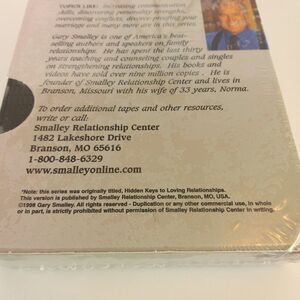 TOPICS LIKE: increasing communication
skills, discovering personality strengths,
overcoming conflicts, divorce proofing your
marriage and many more are in this series.
Gary Smalley is one of America's best-
selling authors and speakers on family
relationships. He has spent the last thirty
years teaching and counseling couples and singles
on strengthening relationships. His books and
videos have sold over nine million copies. He is
founder of Smalley Relationship Center and lives in
Branson, Missouri with his wife of 33 years, Norma.
To order additional tapes and other resources,
write or call:
Smalley Relationship Center
1482 Lakeshore Drive
Branson, MO 65616
1-800-848-6329
www.smalleyonline.com
*Note: this series was originally titled, Hidden Keys to Loving Relationships.
This version is published by Smalley Relationship Center, Branson, MO, USA.
©1998 Gary Smalley. All rights reserved - Duplication or any other commercial use, in whole
or in part, is strictly prohibited without permission of Smalley Relationship Center in writing.